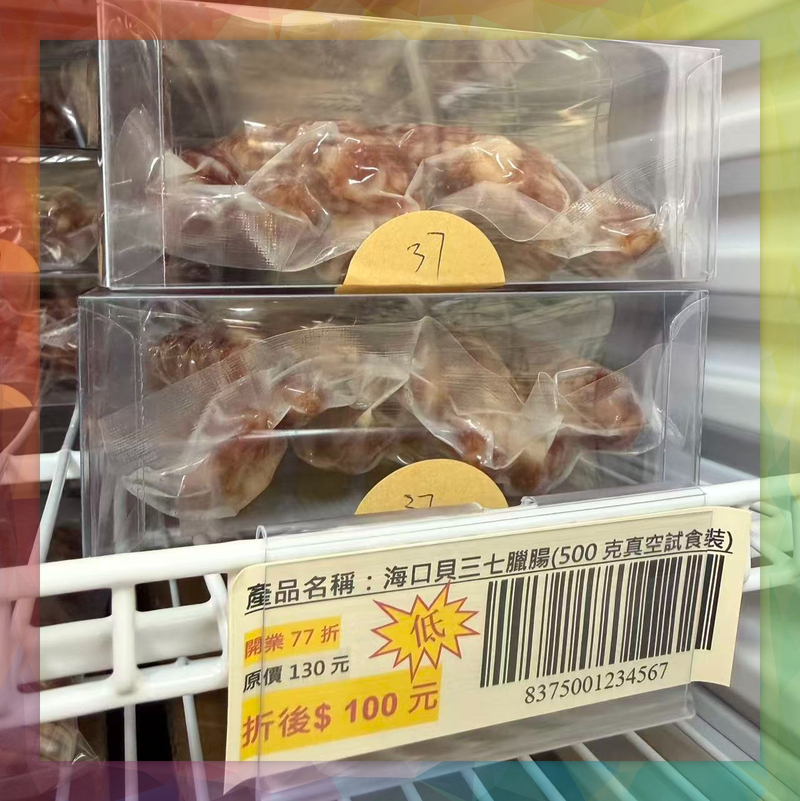 37
37
產品名稱：海口貝三七臘腸(500 克真空試食裝)
開業 77 折
低
原價 130 元
折後$ 100 元
8375001234567